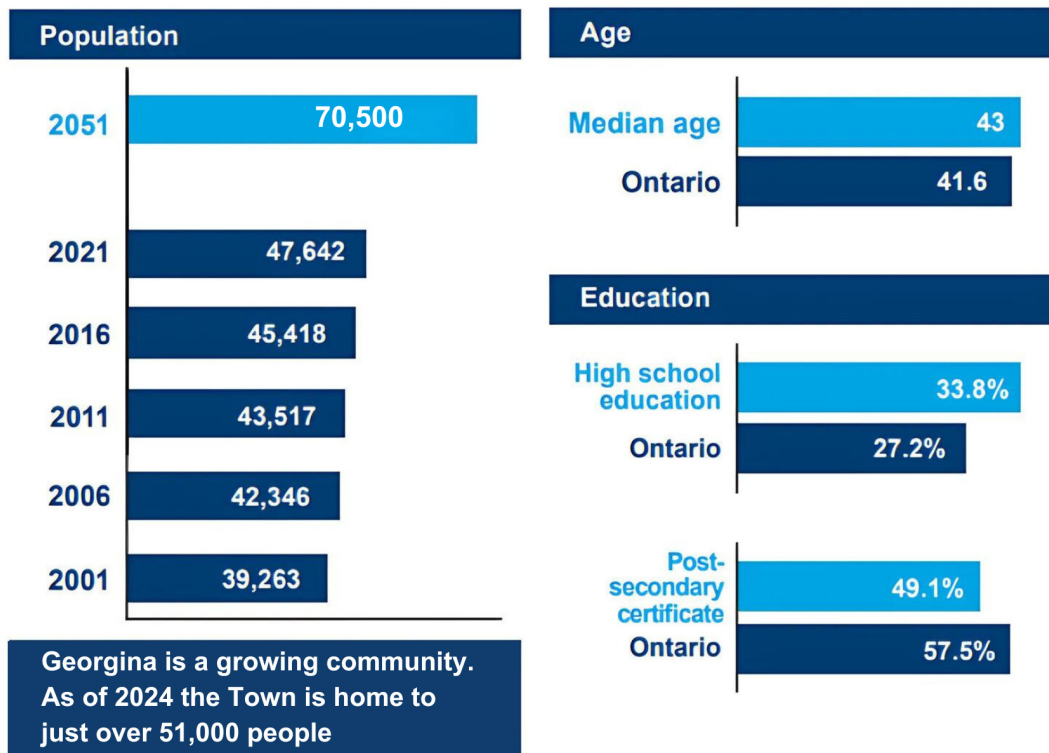 Population
2051 70,500
2021 47,642
2016 45,418
2011 43,517
2006 42,346
2001 39,263
Georgina is a growing community.
As of 2024 the Town is home to
just over 51,000 people
Age
Median age 43
Ontario 41.6
Education
High school
education
33.8%
Ontario 27.2%
Post-
secondary
certificate
49.1%
Ontario 57.5%